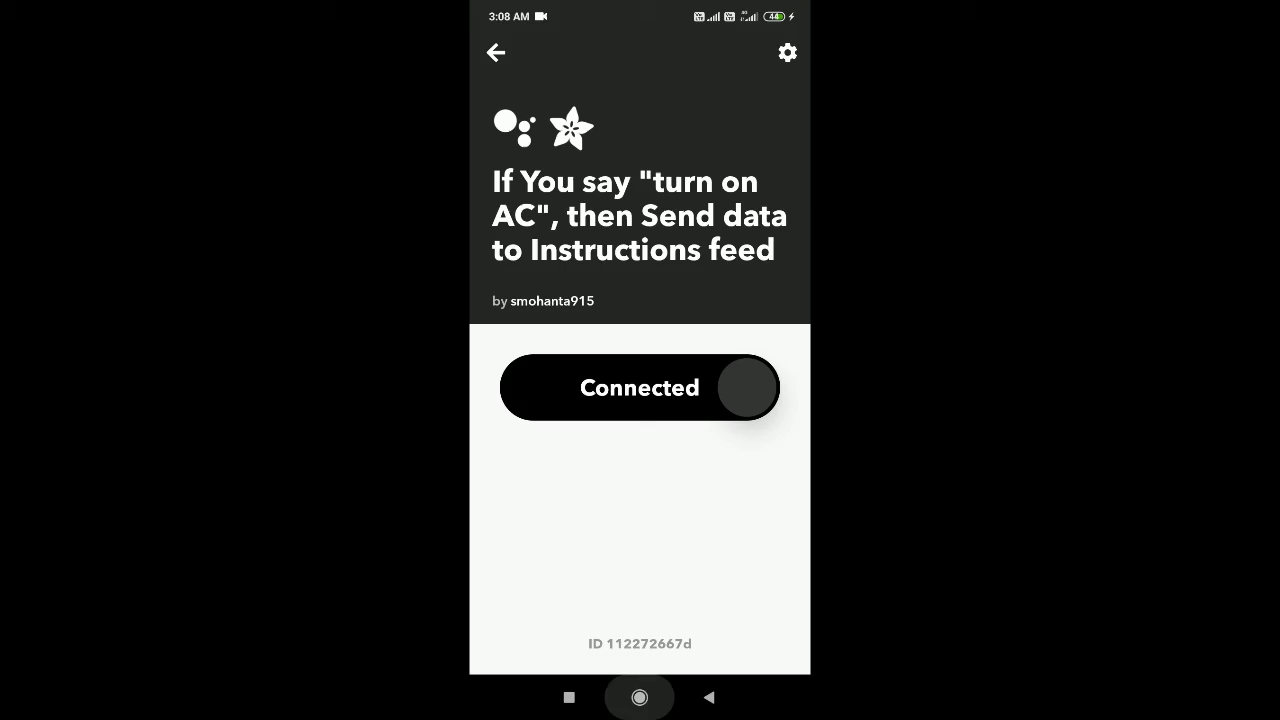 3:08 AM
44
If You say "turn on
AC", then Send data
to Instructions feed
by smohanta915
Connected
ID 112272667d